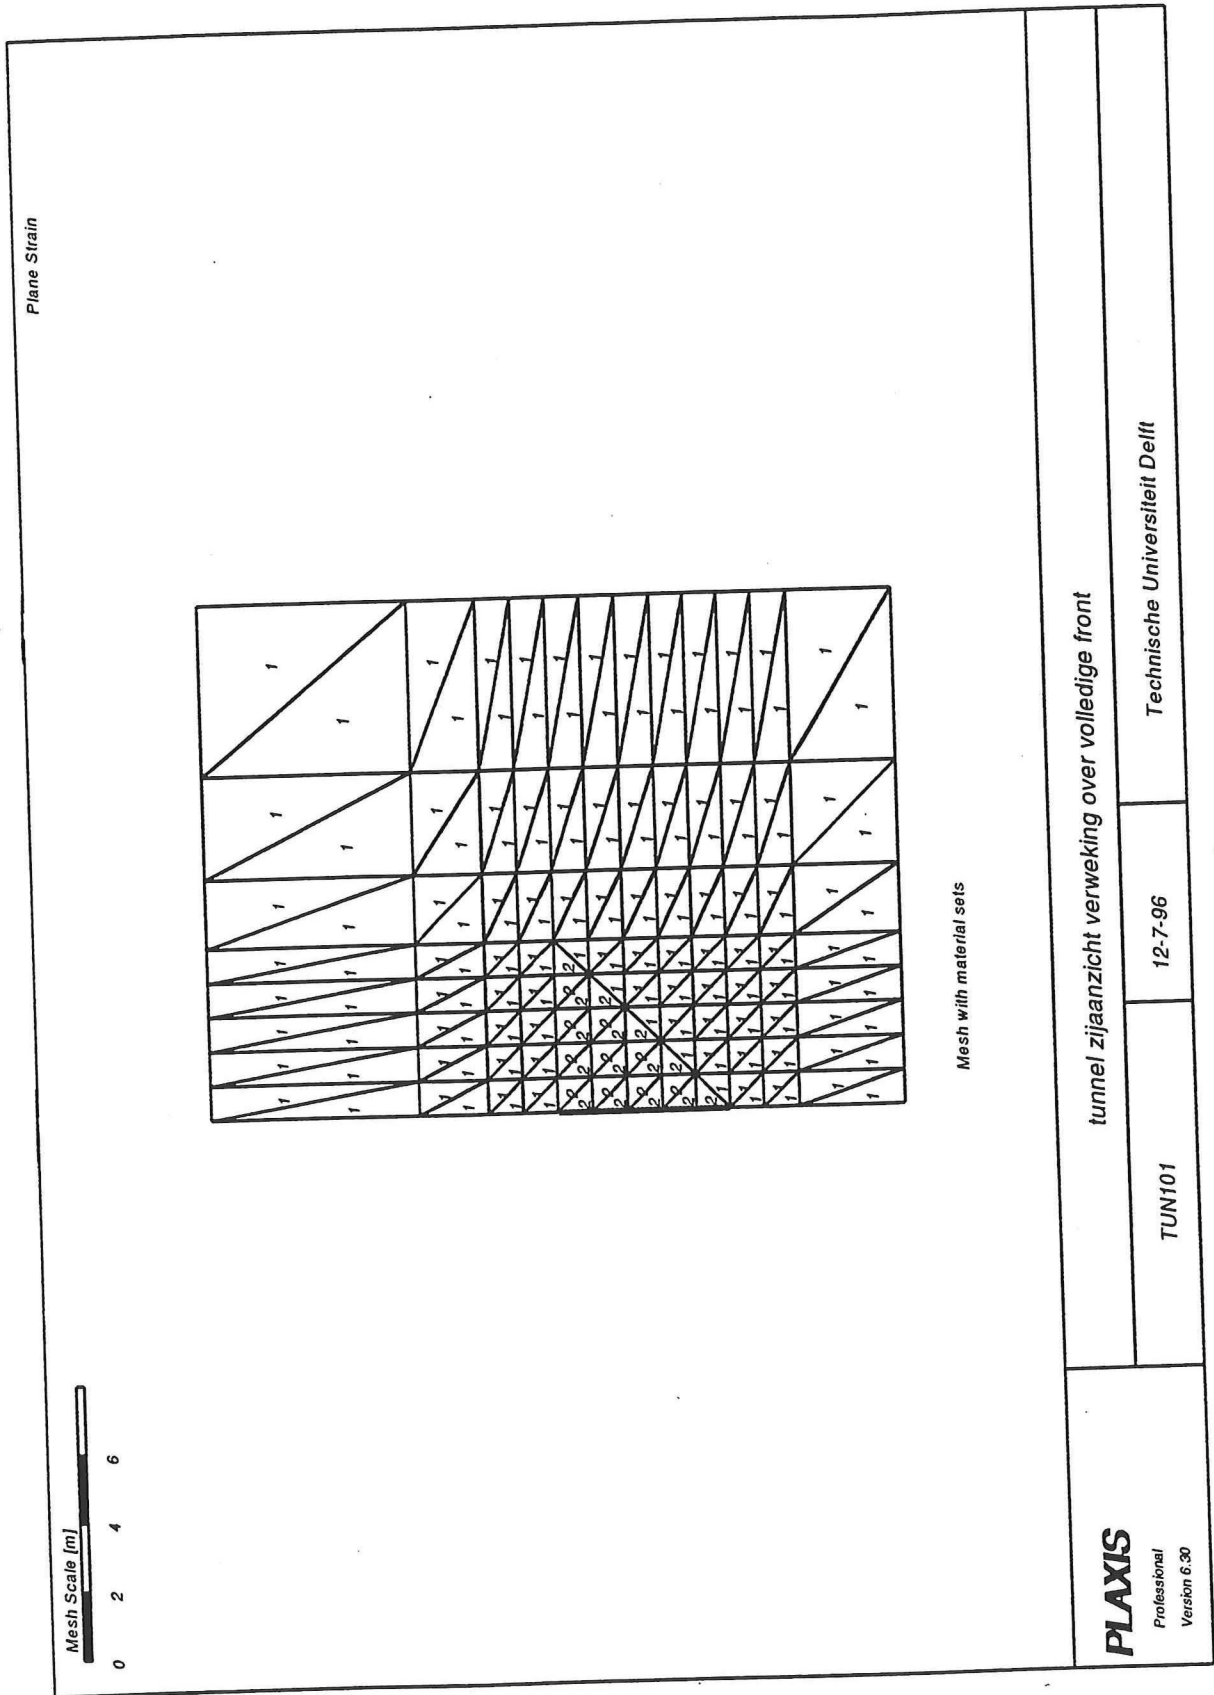 Mesh Scale [m]
0 2 4 6
Plane Strain
Mesh with material sets
PLAXIS
Professional
Version 6.30
tunnel zijaanzicht verweking over volledige front
TUN101
12-7-96
Technische Universiteit Delft